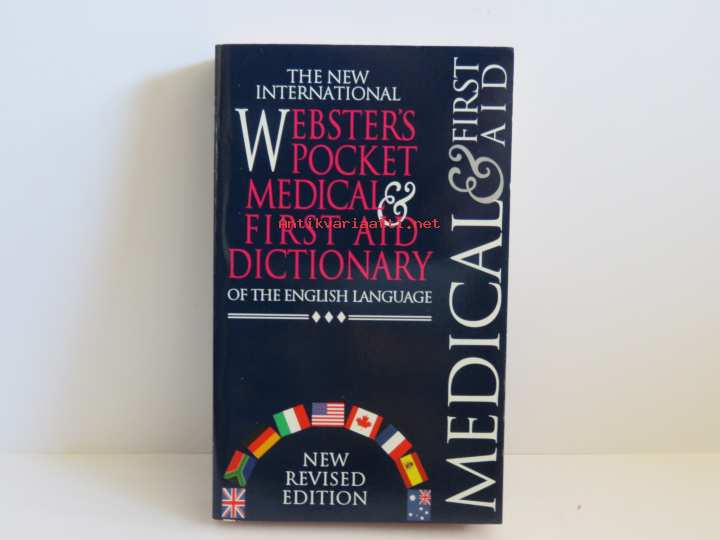 THE NEW
INTERNATIONAL
WEBSTER'S
POCKET
MEDICAL &
FIRST AID
DICTIONARY
OF THE ENGLISH LANGUAGE
NEW
REVISED
EDITION
MEDICAL & FIRST AID
antikvariaatti.net